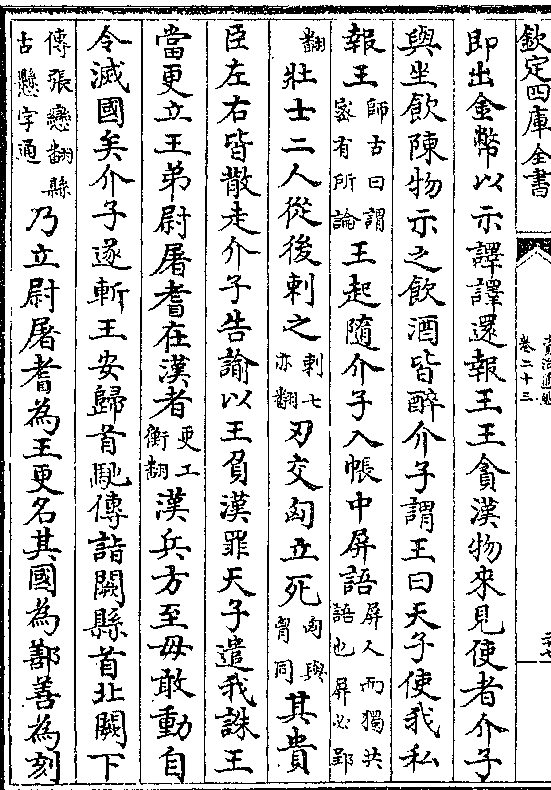 欽定四庫全書
資治通鑑
卷二十三
即出金幣以示譯譯還報王王貪漢物來見使者介子
與坐飲陳物示之飲酒皆醉介子謂王曰天子使我私
報王師古曰謂宻有所論王起隨介子入帳中屏語屏人而獨共語也屏必郢
翻壯士二人從後刺之刺七亦翻刃交匈立死匈與胷同其貴
臣左右皆散走介子告諭以王負漢罪天子遣我誅王
當更立王弟尉屠耆在漢者更工衡翻漢兵方至毋敢動自
令滅國矣介子遂斬王安歸首馳傳詣闕縣首北闕下
傳張戀翻縣古懸字通乃立尉屠耆為王更名其國為鄯善為刻